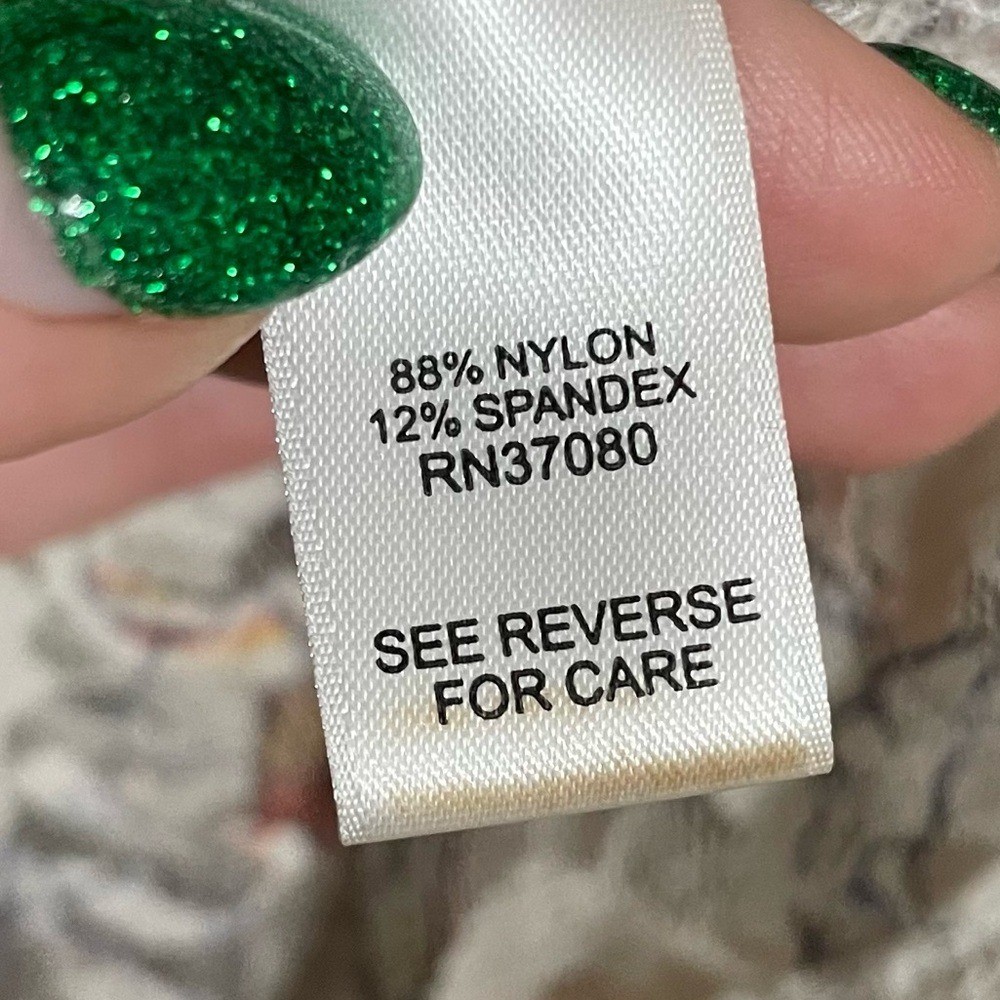 88% NYLON
12% SPANDEX
RN37080
SEE REVERSE
FOR CARE